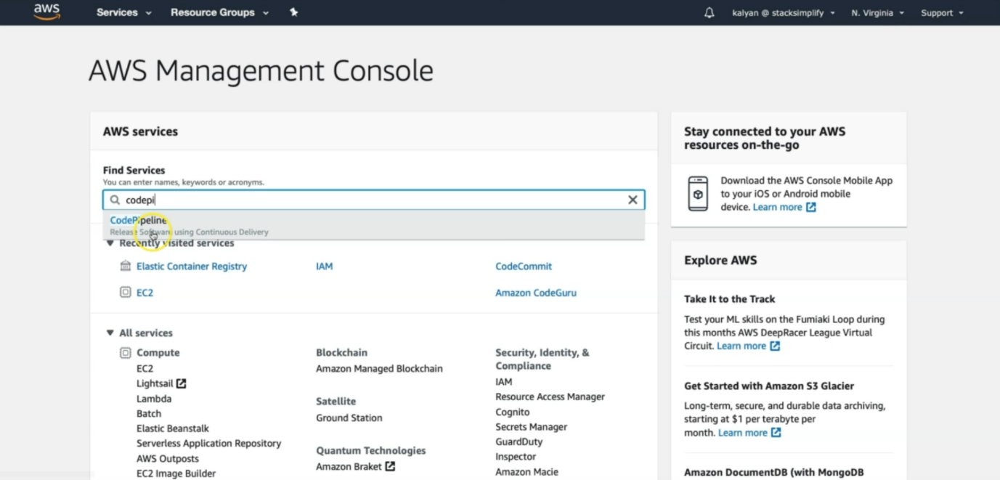 aws Services Resource Groups kalyan @ stacksimplify N. Virginia Support
AWS Management Console
AWS services
Find Services
You can enter names, keywords or acronyms.
codepi
CodePipeline
Release Software using Continuous Delivery
Recently visited services
Elastic Container Registry
IAM
CodeCommit
EC2
Amazon CodeGuru
All services
Compute
EC2
Lightsail
Lambda
Batch
Elastic Beanstalk
Serverless Application Repository
AWS Outposts
EC2 Image Builder
Blockchain
Amazon Managed Blockchain
Satellite
Ground Station
Quantum Technologies
Amazon Braket
Security, Identity, &
Compliance
IAM
Resource Access Manager
Cognito
Secrets Manager
GuardDuty
Inspector
Amazon Macie
Stay connected to your AWS
resources on-the-go
Download the AWS Console Mobile App
to your iOS or Android mobile
device. Learn more
Explore AWS
Take It to the Track
Test your ML skills on the Fumiaki Loop during
this months AWS DeepRacer League Virtual
Circuit. Learn more
Get Started with Amazon S3 Glacier
Long-term, secure, and durable data archiving,
starting at $1 per terabyte per
month. Learn more
Amazon DocumentDB (with MongoDB